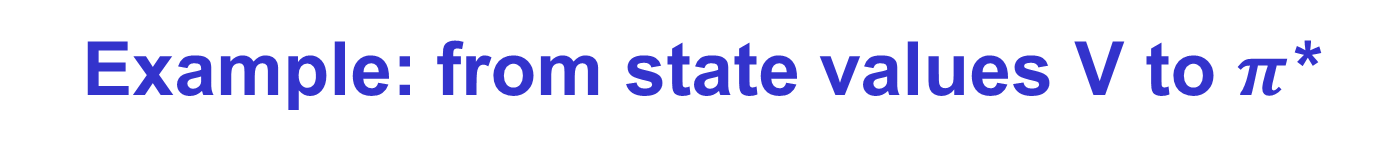 Example: from state values V to 𝝅*